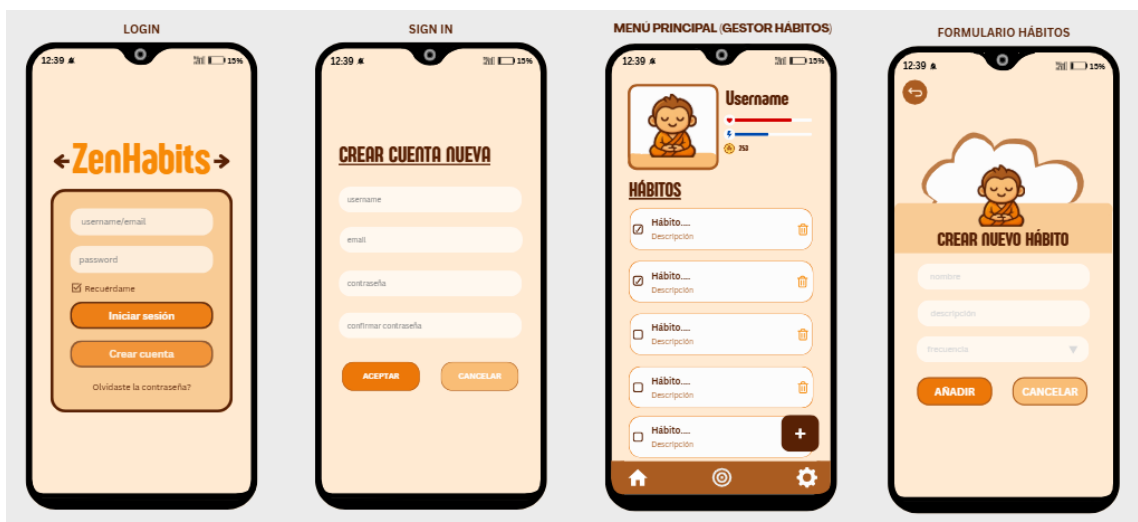 LOGIN
12:39
15%
ZenHabits
username/email
password
Recuérdame
Iniciar sesión
Crear cuenta
Olvidaste la contraseña?
SIGN IN
12:39
15%
CREAR CUENTA NUEVA
username
email
contraseña
confirmar contraseña
ACEPTAR
CANCELAR
MENÚ PRINCIPAL (GESTOR HÁBITOS)
12:39
15%
Username
253
HÁBITOS
Hábito....
Descripción
Hábito....
Descripción
Hábito....
Descripción
Hábito....
Descripción
Hábito....
Descripción
+
FORMULARIO HÁBITOS
12:39
15%
CREAR NUEVO HÁBITO
nombre
descripción
frecuencia
AÑADIR
CANCELAR